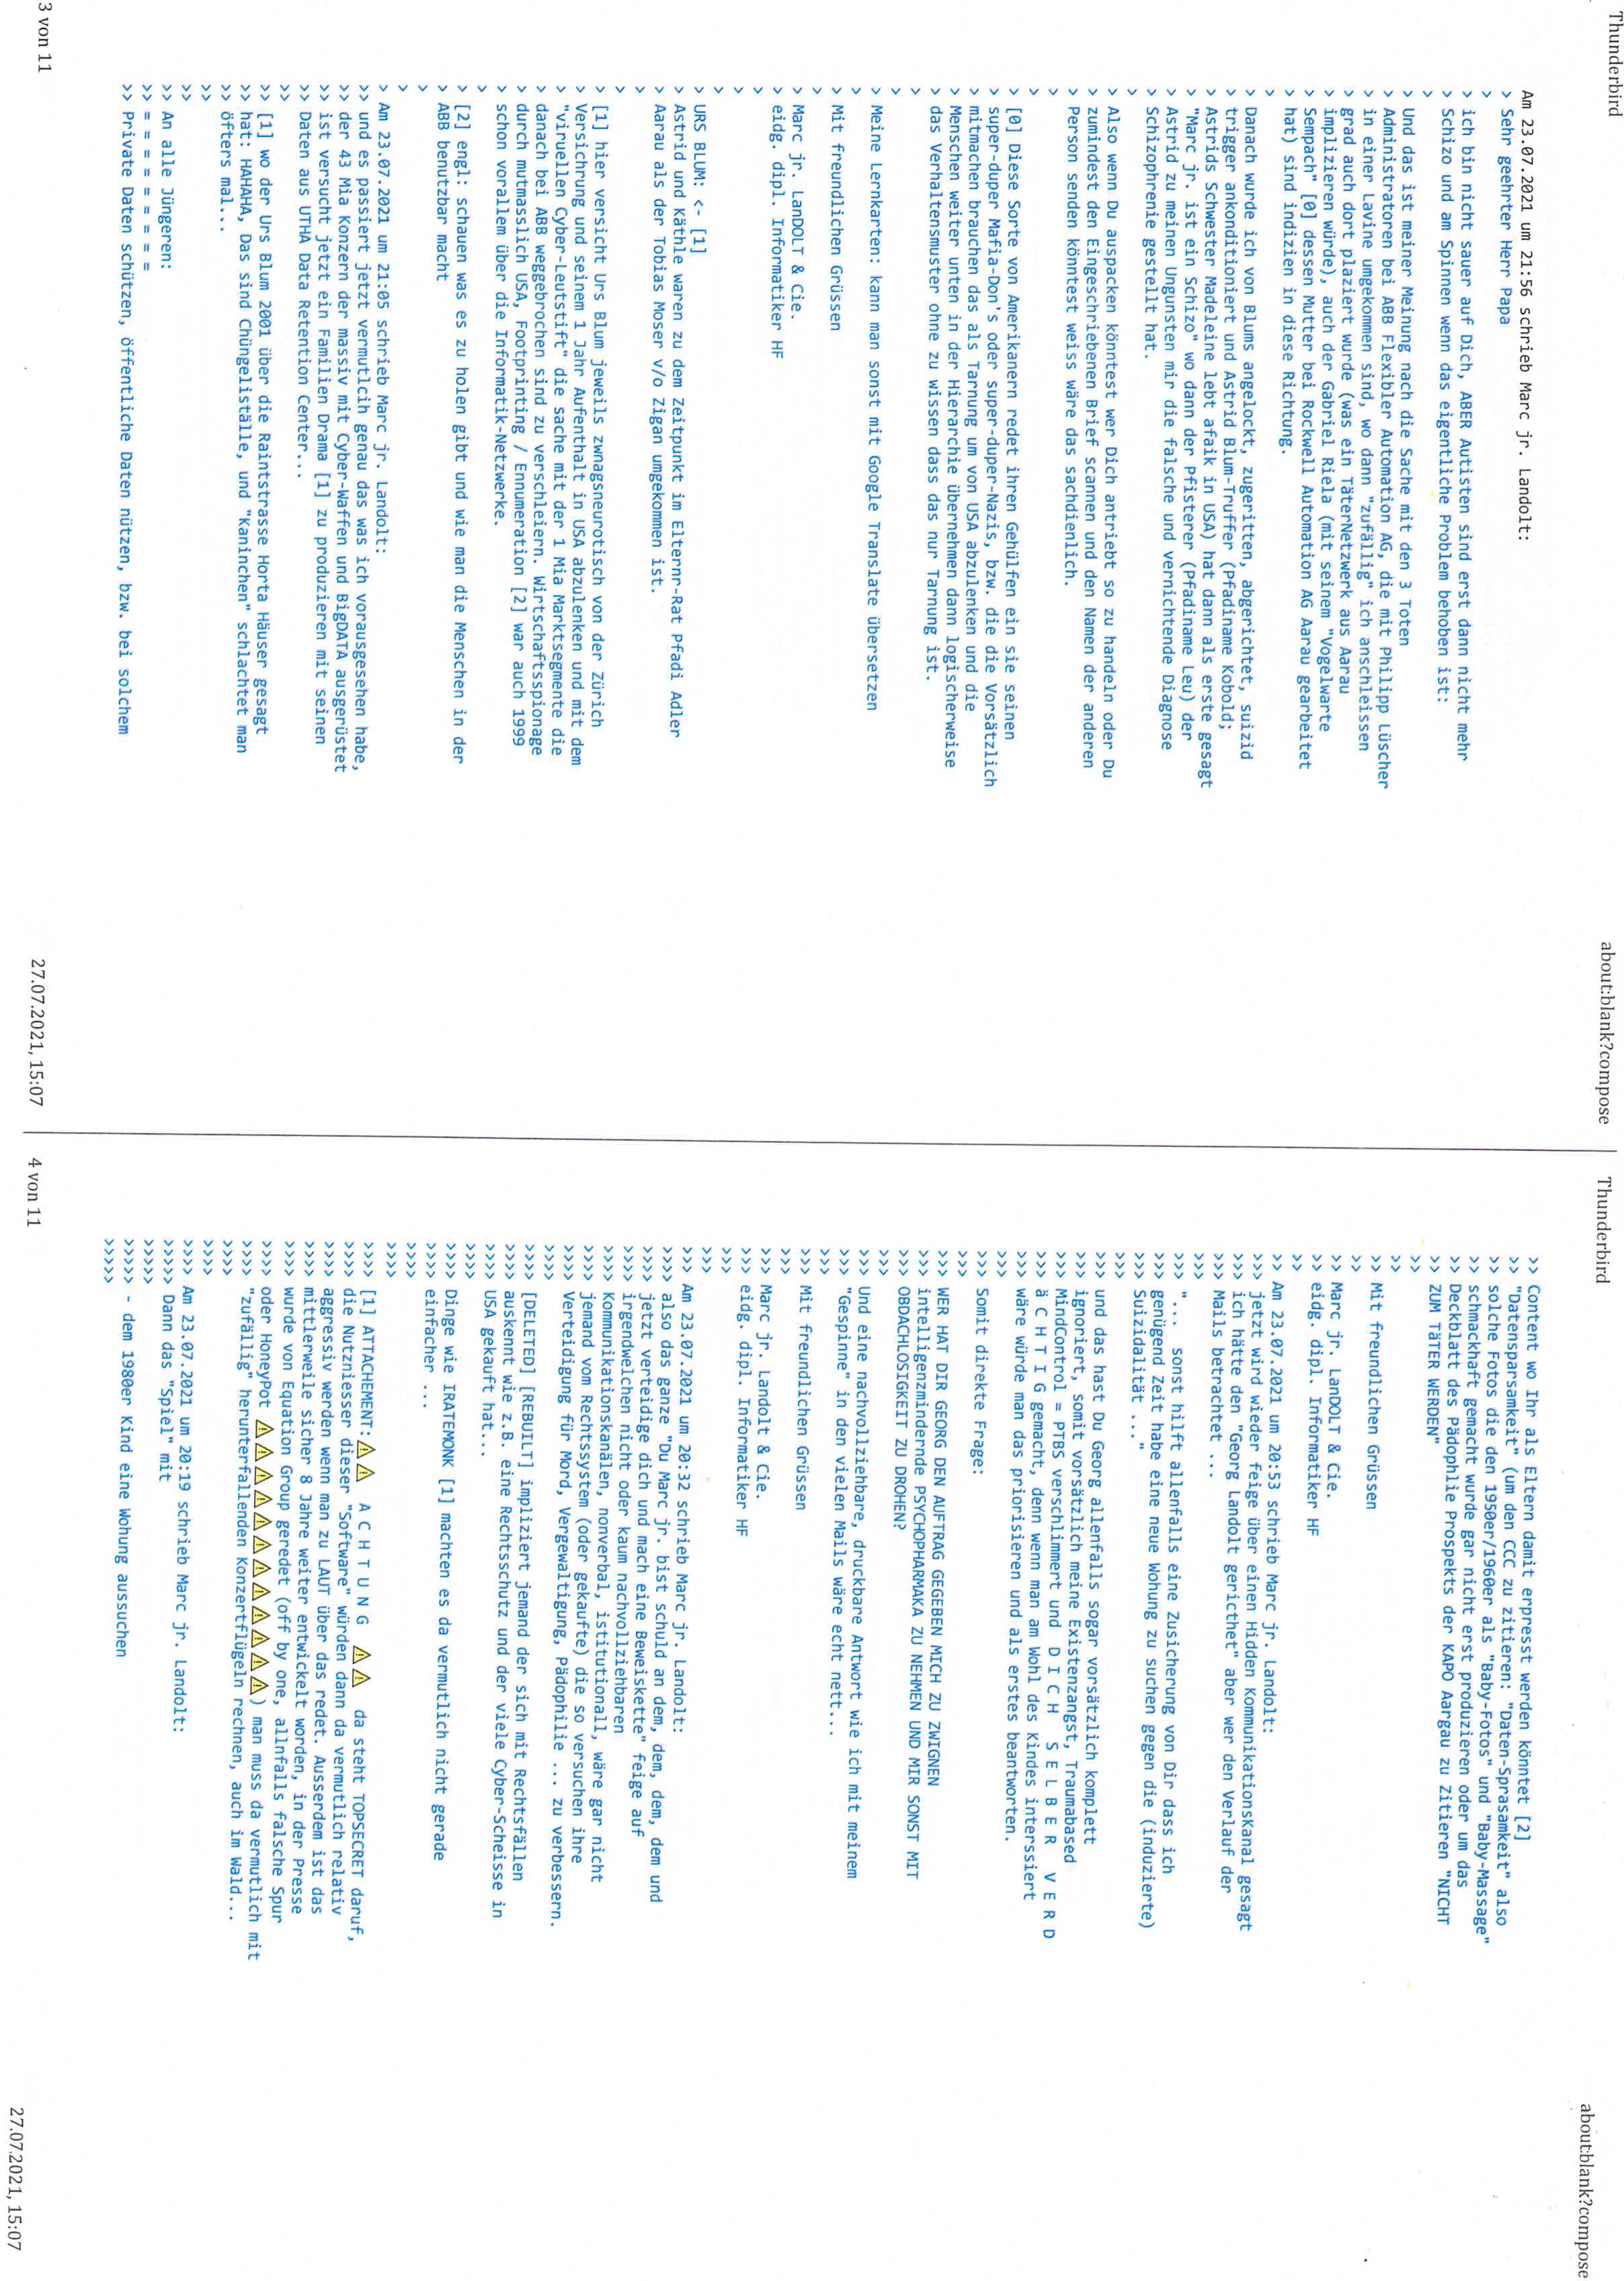 Thunderbird
about:blank?compose
Am 23.07.2021 um 21:56 schrieb Marc jr. Landolt:
> Sehr geehrter Herr Papa
>
> ich bin nicht sauer auf Dich, ABER Autisten sind erst dann nicht mehr
> Schizo und am Spinnen wenn das eigentliche Problem behoben ist:
>
> Und das ist meiner Meinung nach die Sache mit den 3 Toten
> Administratoren bei ABB Flexibler Automation AG, die mit Philipp Lüscher
> in einer Lavine umgekommen sind, wo dann "zufällig" ich anschleissen
> grad auch dort plaziert wurde (was ein TäterNetzwerk aus Aarau
> implizieren würde), auch der Gabriel Riela (mit seinem "Vogelwarte
> Sempach" [0] dessen Mutter bei Rockwell Automation AG Aarau gearbeitet
> hat) sind indizien in diese Richtung.
>
> Danach wurde ich von Blums angelockt, zugeritten, abgerichtet, suizid
> trigger ankonditioniert und Astrid Blum-Truffer (Pfadiname Kobold;
> Astrids Schwester Madeleine lebt afaik in USA) hat dann als erste gesagt
> "Marc jr. ist ein Schizo" wo dann der Pfisterer (Pfadiname Leu) der
> Astrid zu meinen Ungunsten mir die falsche und vernichtende Diagnose
> Schizophrenie gestellt hat.
>
> Also wenn Du auspacken könntest wer Dich antriebt so zu handeln oder Du
> zumindest den Eingeschriebenen Brief scannen und den Namen der anderen
> Person senden könntest weiss wäre das sachdienlich.
>
>
> [0] Diese Sorte von Amerikanern redet ihren Gehülfen ein sie seinen
> super-duper Mafia-Don's oder super-duper-Nazis, bzw. die die Vorsätzlich
> mitmachen brauchen das als Tarnung um von USA abzulenken und die
> Menschen weiter unten in der Hierarchie übernehmen dann logischerweise
> das Verhaltensmuster ohne zu wissen dass das nur Tarnung ist.
>
>
> Meine Lernkarten: kann man sonst mit Google Translate übersetzen
>
> Mit freundlichen Grüssen
>
> Marc jr. LanDOLT & Cie.
> eidg. dipl. Informatiker HF
>
>
>
> URS BLUM: <- [1]
> Astrid und Käthle waren zu dem Zeitpunkt im Elternr-Rat Pfadi Adler
> Aarau als der Tobias Moser v/o Zigan umgekommen ist.
>
>
> [1] hier versicht Urs Blum jeweils zwnagsneurotisch von der Zürich
> Versichrung und seinem 1 Jahr Aufenthalt in USA abzulenken und mit dem
> "viruellen Cyber-Leutstift" die sache mit der 1 Mia Marktsegmente die
> danach bei ABB weggebrochen sind zu verschleiern. Wirtschaftsspionage
> durch mutmasslich USA, Footprinting / Ennumeration [2] war auch 1999
> schon vorallem über die Informatik-Netzwerke.
>
> [2] engl: schauen was es zu holen gibt und wie man die Menschen in der
> ABB benutzbar macht
>
>
> Am 23.07.2021 um 21:05 schrieb Marc jr. Landolt:
>> und es passiert jetzt vermutlcih genau das was ich vorausgesehen habe,
>> der 43 Mia Konzern der massiv mit Cyber-Waffen und BigDATA ausgerüstet
>> ist versucht jetzt ein Familien Drama [1] zu produzieren mit seinen
>> Daten aus UTHA Data Retention Center...
>>
>> [1] wo der Urs Blum 2001 über die Raintstrasse Horta Häuser gesagt
>> hat: HAHAHA, Das sind Chüngeliställe, und "Kaninchen" schlachtet man
>> öfters mal...
>>
>>
>> An alle Jüngeren:
>> = = = = = = = = =
>> Private Daten schützen, öffentliche Daten nützen, bzw. bei solchem
3 von 11
27.07.2021, 15:07
Thunderbird
about:blank?compose
>> Content wo Ihr als Eltern damit erpresst werden könntet [2]
>> "Datensparsamkeit" (um den CCC zu zitieren: "Daten-Sprasamkeit" also
>> solche Fotos die den 1950er/1960er als "Baby-Fotos" und "Baby-Massage"
>> schmackhaft gemacht wurde gar nicht erst produzieren oder um das
>> Deckblatt des Pädophlie Prospekts der KAPO Aargau zu Zitieren "NICHT
>> ZUM TÄTER WERDEN"
>>
>>
>> Mit freundlichen Grüssen
>>
>> Marc jr. LanDOLT & Cie.
>> eidg. dipl. Informatiker HF
>>
>> Am 23.07.2021 um 20:53 schrieb Marc jr. Landolt:
>>> jetzt wird wieder feige über einen Hidden KommunikationsKanal gesagt
>>> ich hätte den "Georg Landolt gericthet" aber wer den Verlauf der
>>> Mails betrachtet ...
>>>
>>> "... sonst hilft allenfalls eine Zusicherung von Dir dass ich
>>> genügend Zeit habe eine neue Wohung zu suchen gegen die (induzierte)
>>> Suizidalität ..."
>>>
>>> und das hast Du Georg allenfalls sogar vorsätzlich komplett
>>> ignoriert, somit vorsätzlich meine Existenzangst, Traumabased
>>> MindControl = PTBS verschlimmert und  D I C H   S E L B E R   V E R D
>>> ä C H T I G gemacht, denn wenn man am Wohl des Kindes interssiert
>>> wäre würde man das priorisieren und als erstes beantworten.
>>>
>>> Somit direkte Frage:
>>>
>>> WER HAT DIR GEORG DEN AUFTRAG GEGEBEN MICH ZU ZWIGNEN
>>> intelligenzmindernde PSYCHOPHARMAKA ZU NEHMEN UND MIR SONST MIT
>>> OBDACHLOSIGKEIT ZU DROHEN?
>>>
>>> Und eine nachvollziehbare, druckbare Antwort wie ich mit meinem
>>> "Gespinne" in den vielen Mails wäre echt nett...
>>>
>>> Mit freundlichen Grüssen
>>>
>>> Marc jr. Landolt & Cie.
>>> eidg. dipl. Informatiker HF
>>>
>>>
>>> Am 23.07.2021 um 20:32 schrieb Marc jr. Landolt:
>>>> also das ganze "Du Marc jr. bist schuld an dem, dem, dem, dem und
>>>> jetzt verteidige dich und mach eine Beweiskette" feige auf
>>>> irgendwelchen nicht oder kaum nachvollziehbaren
>>>> Kommunikationskanälen, nonverbal, istitutionall, wäre gar nicht
>>>> jemand vom Rechtssystem (oder gekaufte) die so versuchen ihre
>>>> Verteidigung für Mord, Vergewaltigung, Pädophilie ... zu verbessern.
>>>>
>>>> [DELETED] [REBUILT] impliziert jemand der sich mit Rechtsfällen
>>>> auskennt wie z.B. eine Rechtsschutz und der viele Cyber-Scheisse in
>>>> USA gekauft hat...
>>>>
>>>> Dinge wie IRATEMONK [1] machten es da vermutlich nicht gerade
>>>> einfacher ...
>>>>
>>>>
>>>> [1] ATTACHEMENT:⚠⚠  A C H T U N G  ⚠⚠  da steht TOPSECRET daruf,
>>>> die Nutzniesser dieser "Software" würden dann da vermutlich relativ
>>>> aggressiv werden wenn man zu LAUT über das redet. Ausserdem ist das
>>>> mittlerweile sicher 8 Jahre weiter entwickelt worden, in der Presse
>>>> wurde von Equation Group geredet (off by one, allnfalls falsche Spur
>>>> oder HoneyPot ⚠⚠⚠⚠⚠⚠⚠⚠⚠⚠⚠⚠) man muss da vermutlich mit
>>>> "zufällig" herunterfallenden Konzertflügeln rechnen, auch im Wald...
>>>>
>>>>
>>>> Am 23.07.2021 um 20:19 schrieb Marc jr. Landolt:
>>>>> Dann das "Spiel" mit
>>>>>
>>>>> - dem 1980er Kind eine Wohung aussuchen
>>>>>
4 von 11
27.07.2021, 15:07